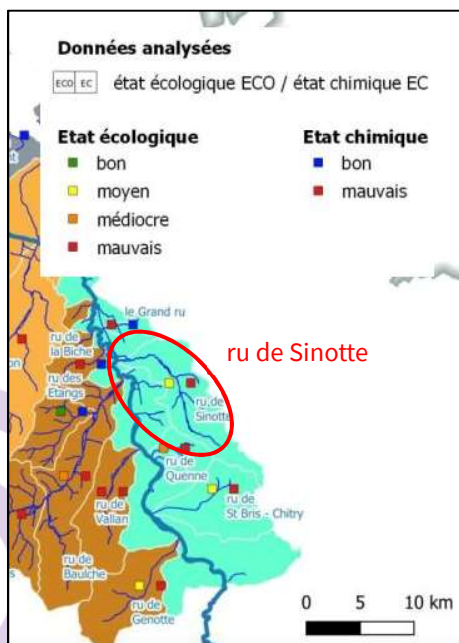 Données analysées
ECO EC état écologique ECO / état chimique EC
Etat écologique
bon
moyen
médiocre
mauvais
Etat chimique
bon
mauvais
le Grand ru
ru de
la Biche
ru de Sinotte
ru des
Etangs
ru de
Sinotte
ru de
Quenne
ru de
Vallan
ru de
St Bris - Chitry
ru de
Baulche
ru de
Genotte
0 5 10 km